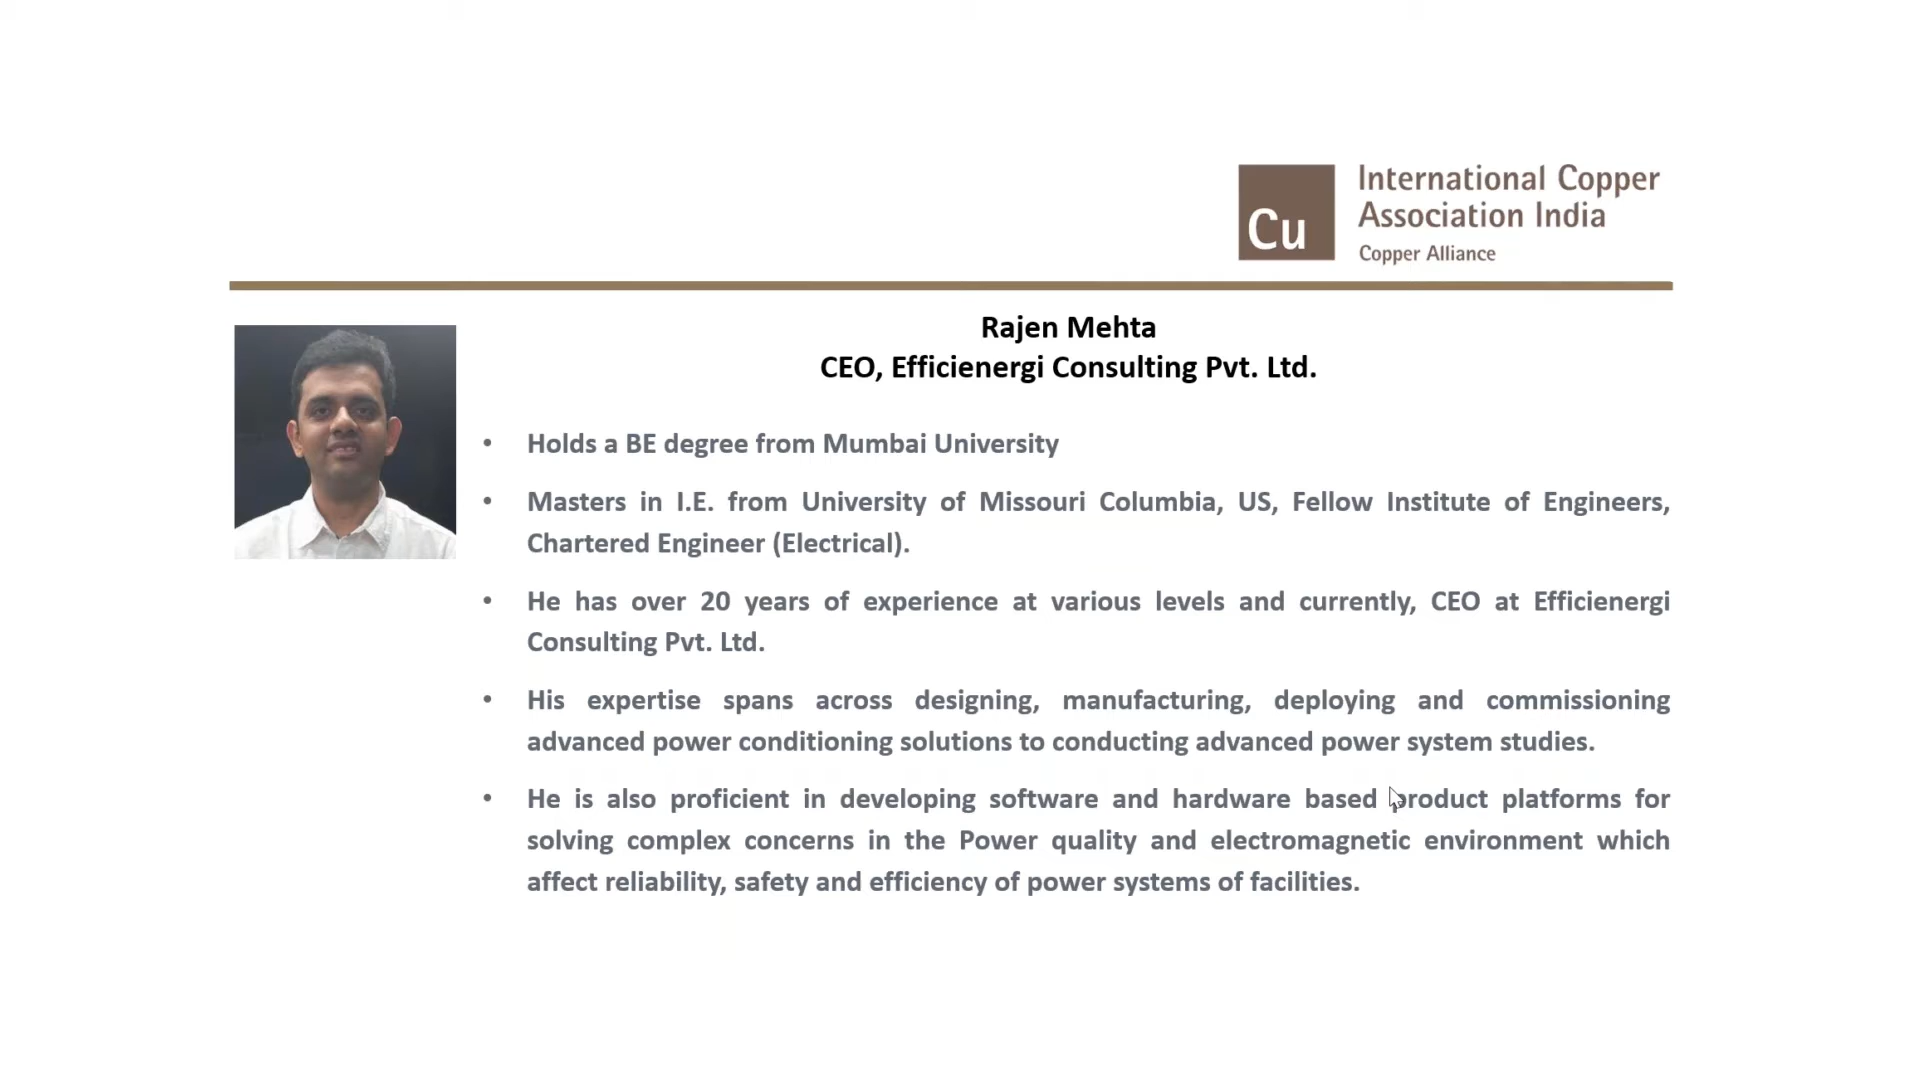 Cu
International Copper
Association India
Copper Alliance
Rajen Mehta
CEO, Efficienergi Consulting Pvt. Ltd.
• Holds a BE degree from Mumbai University
• Masters in I.E. from University of Missouri Columbia, US, Fellow Institute of Engineers,
Chartered Engineer (Electrical).
• He has over 20 years of experience at various levels and currently, CEO at Efficienergi
Consulting Pvt. Ltd.
• His expertise spans across designing, manufacturing, deploying and commissioning
advanced power conditioning solutions to conducting advanced power system studies.
• He is also proficient in developing software and hardware based product platforms for
solving complex concerns in the Power quality and electromagnetic environment which
affect reliability, safety and efficiency of power systems of facilities.